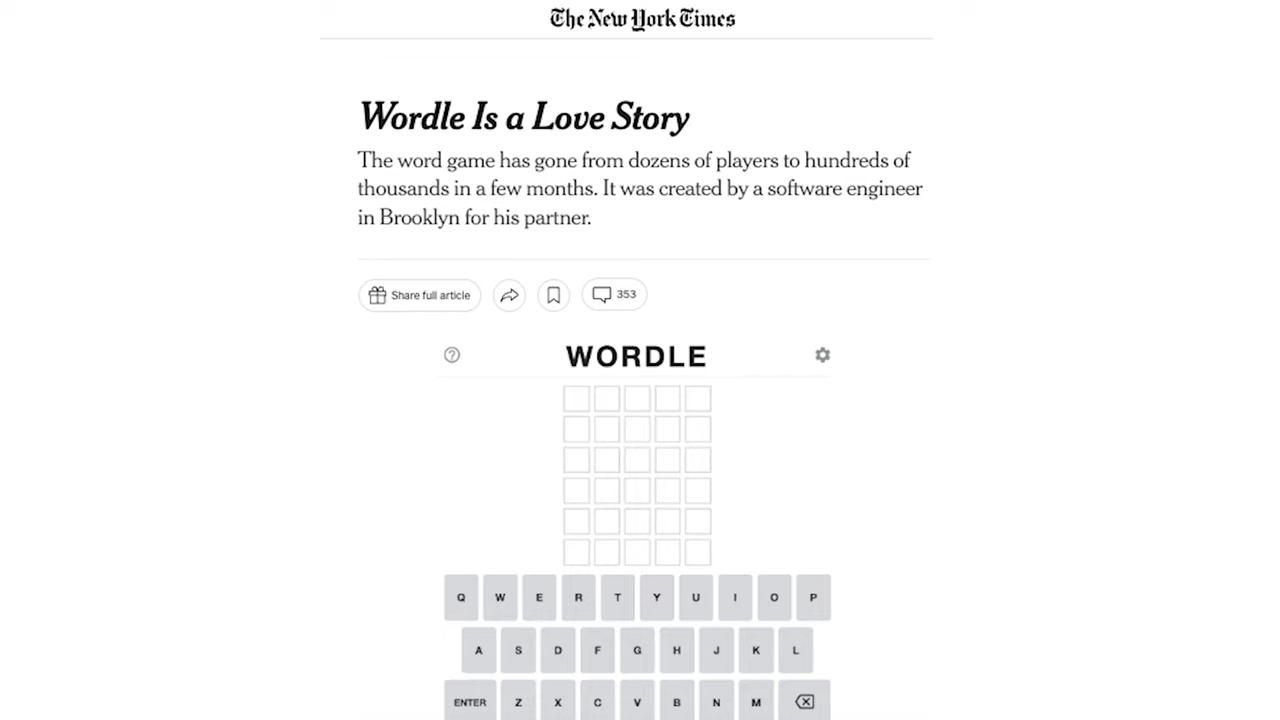 The New York Times
Wordle Is a Love Story
The word game has gone from dozens of players to hundreds of
thousands in a few months. It was created by a software engineer
in Brooklyn for his partner.
Share full article 353
WORDLE
Q W E R T Y U I O P
A S D F G H J K L
ENTER Z X C V B N M